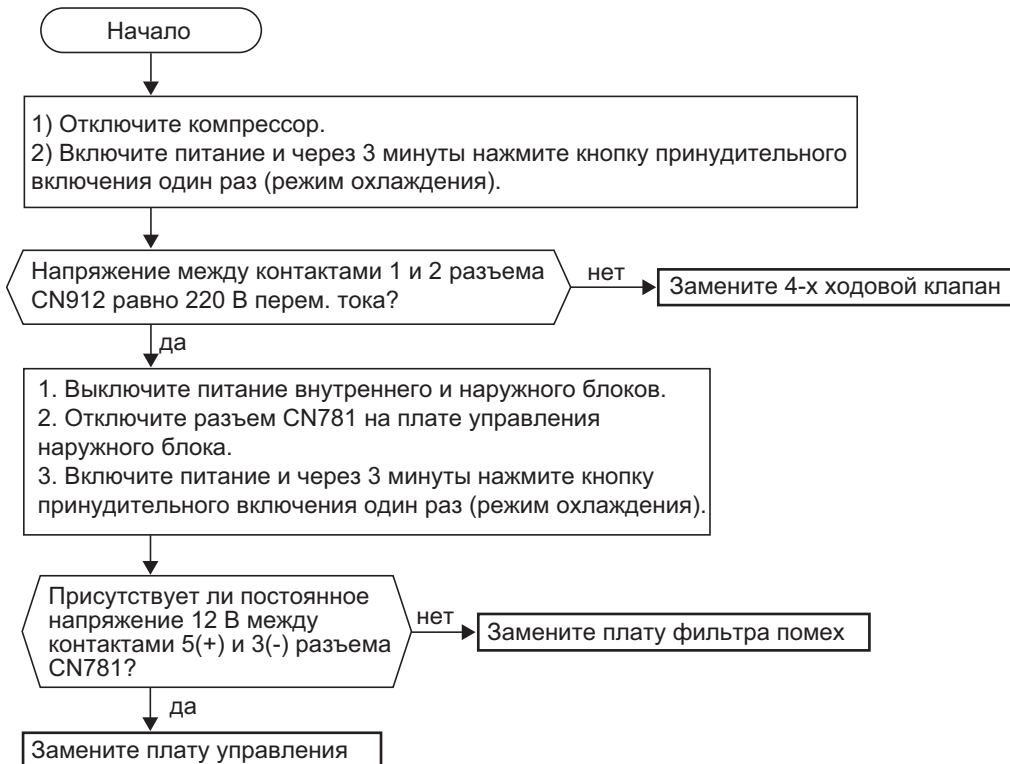 Начало
1) Отключите компрессор.
2) Включите питание и через 3 минуты нажмите кнопку принудительного
включения один раз (режим охлаждения).
Напряжение между контактами 1 и 2 разъема
CN912 равно 220 В перем. тока?
нет
Замените 4-х ходовой клапан
да
1. Выключите питание внутреннего и наружного блоков.
2. Отключите разъем CN781 на плате управления
наружного блока.
3. Включите питание и через 3 минуты нажмите кнопку
принудительного включения один раз (режим охлаждения).
Присутствует ли постоянное
напряжение 12 В между
контактами 5(+) и 3(-) разъема
CN781?
нет
Замените плату фильтра помех
да
Замените плату управления